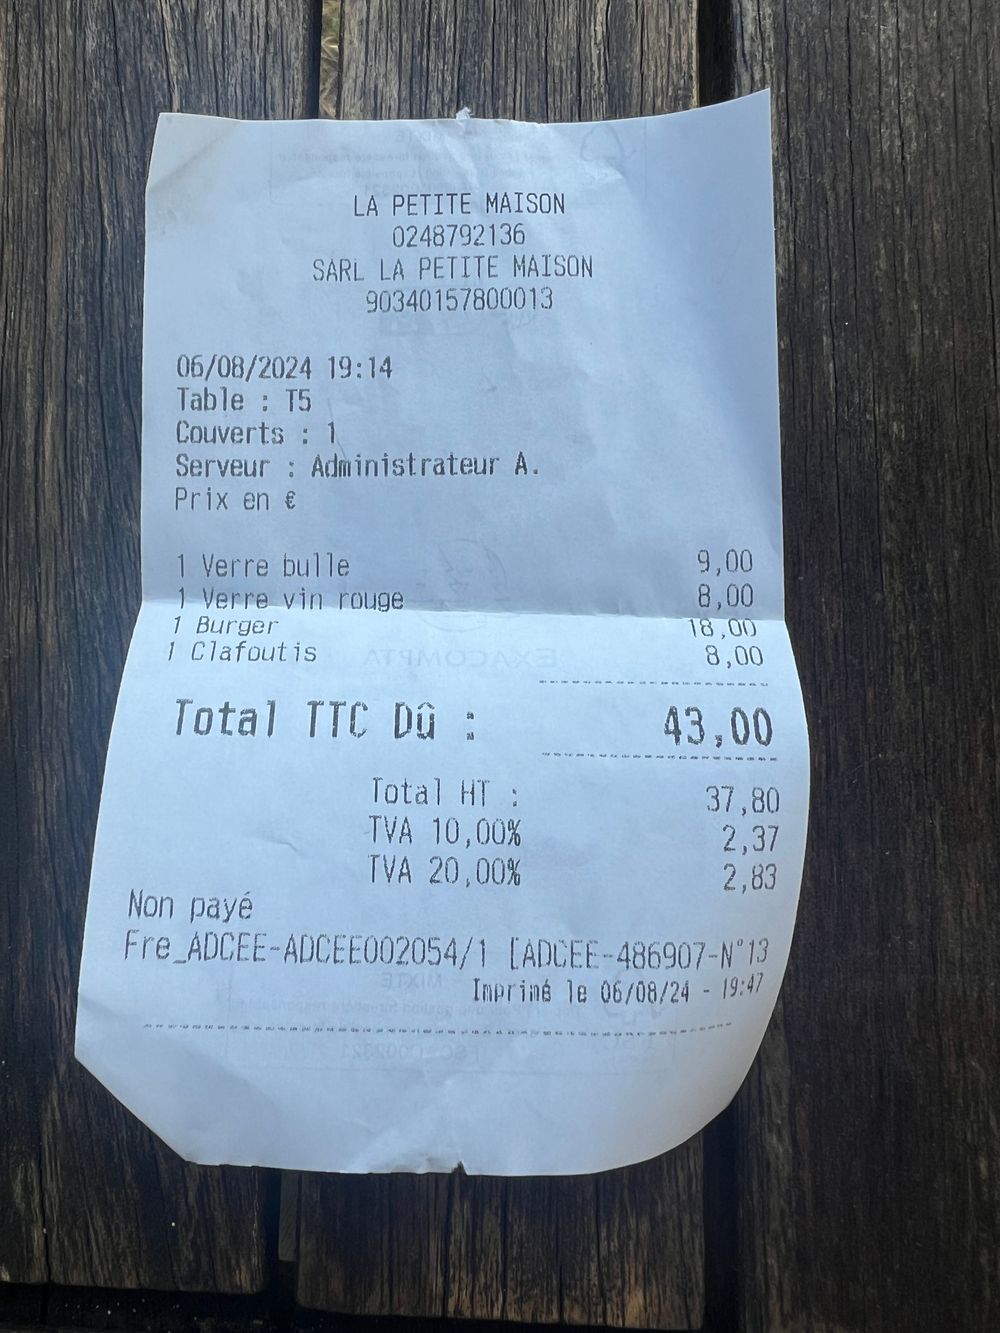 LA PETITE MAISON
0248792136
SARL LA PETITE MAISON
90340157800013
06/08/2024 19:14
Table : T5
Couverts : 1
Serveur : Administrateur A.
Prix en €
1 Verre bulle 9,00
1 Verre vin rouge 8,00
1 Burger 18,00
1 Clafoutis 8,00
EXACOMPTA
Total TTC Dû : 43,00
Total HT : 37,80
TVA 10,00% 2,37
TVA 20,00% 2,83
Non payé
Fre_ADCEE-ADCEE002054/1 [ADCEE-486907-N°13
MIXTE
Imprimé le 06/08/24 - 19:47